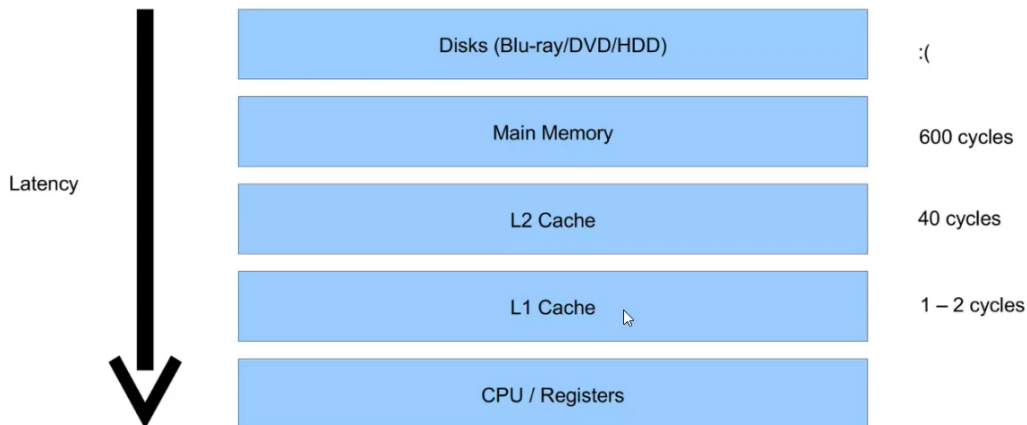 Disks (Blu-ray/DVD/HDD)
:(
Main Memory
600 cycles
Latency
L2 Cache
40 cycles
L1 Cache
1 – 2 cycles
CPU / Registers